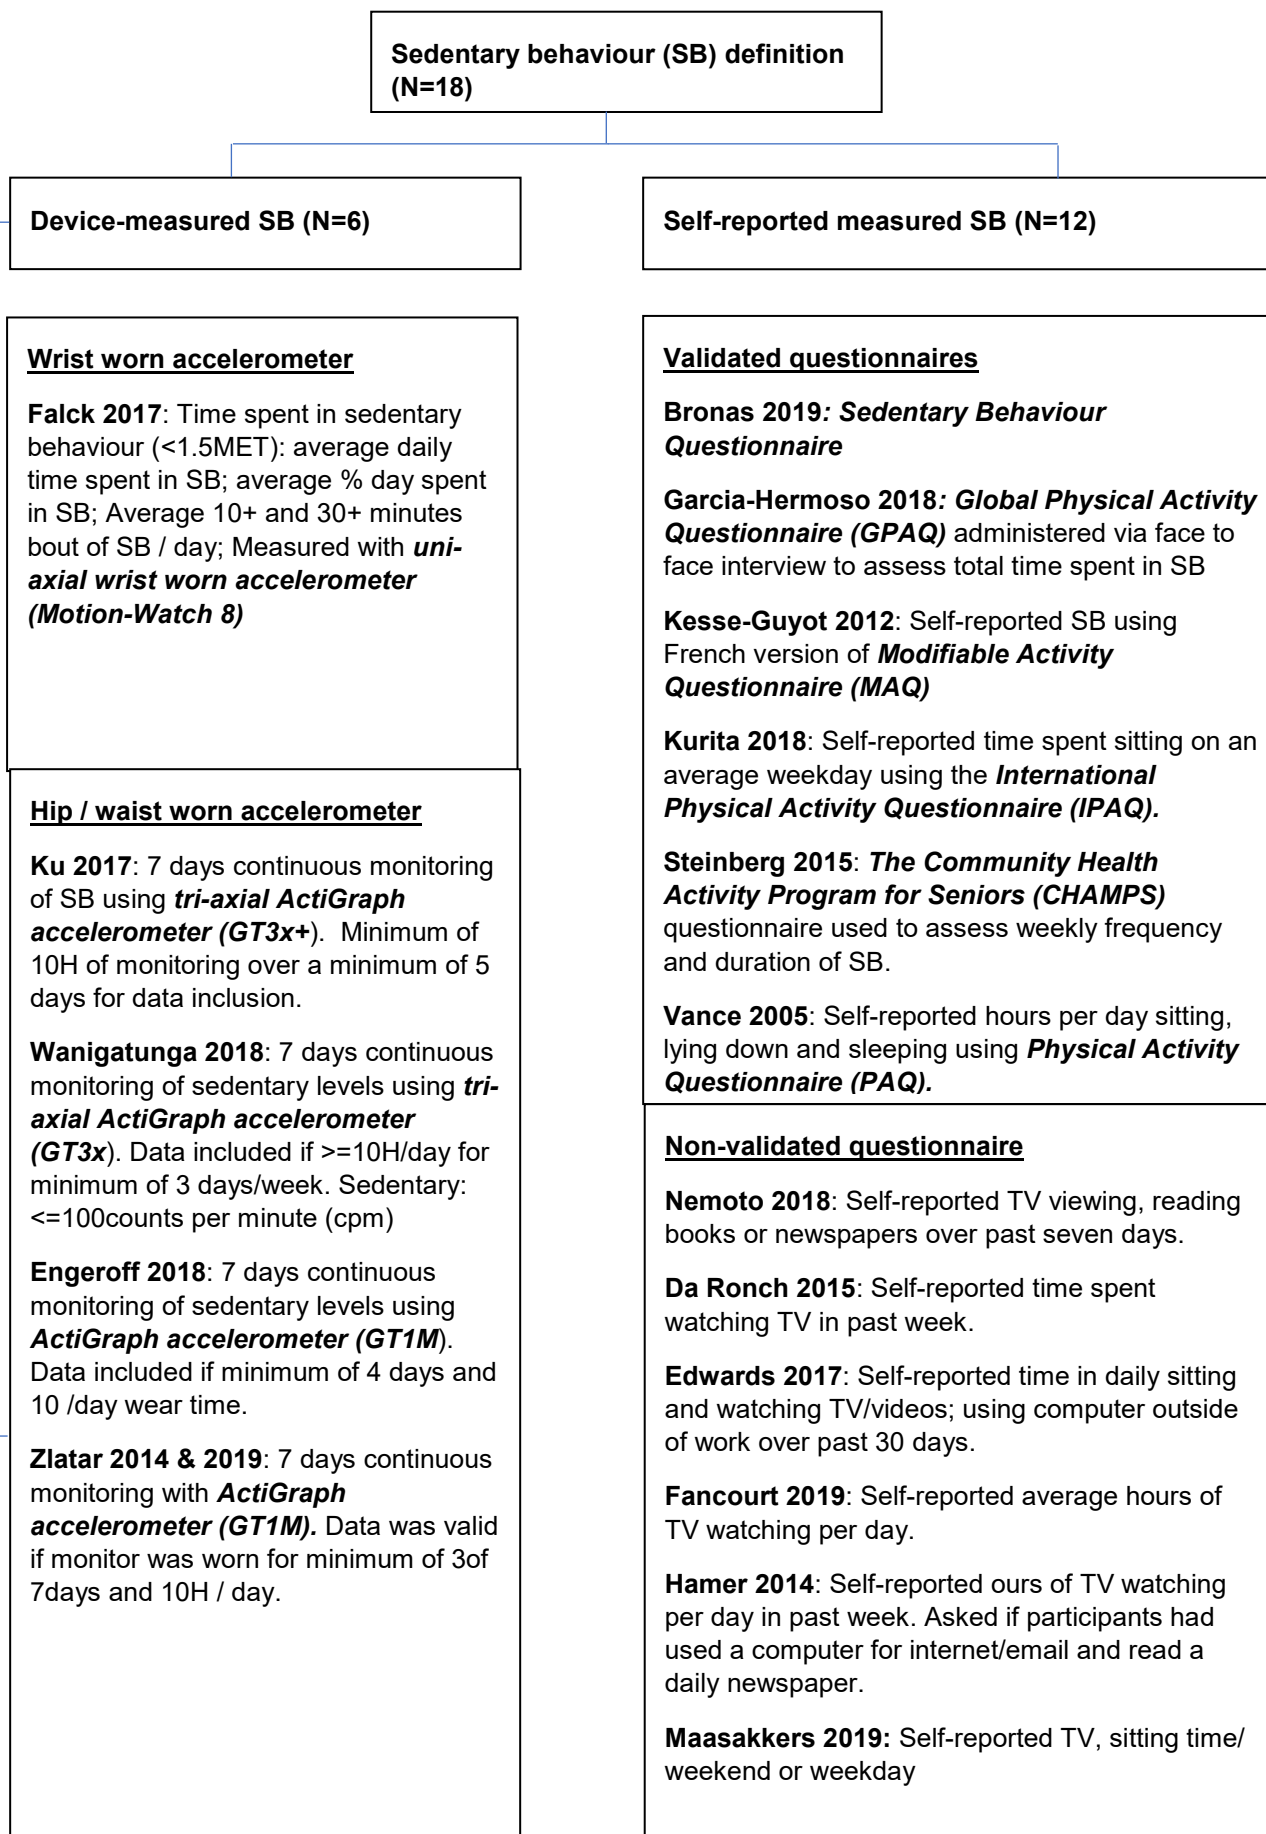 Sedentary behaviour (SB) definition
(N=18)
Device-measured SB (N=6)
Self-reported measured SB (N=12)
Wrist worn accelerometer
Falck 2017: Time spent in sedentary
behaviour (<1.5MET): average daily
time spent in SB; average % day spent
in SB; Average 10+ and 30+ minutes
bout of SB / day; Measured with uni-
axial wrist worn accelerometer
(Motion-Watch 8)
Hip / waist worn accelerometer
Ku 2017: 7 days continuous monitoring
of SB using tri-axial ActiGraph
accelerometer (GT3x+). Minimum of
10H of monitoring over a minimum of 5
days for data inclusion.
Wanigatunga 2018: 7 days continuous
monitoring of sedentary levels using tri-
axial ActiGraph accelerometer
(GT3x). Data included if >=10H/day for
minimum of 3 days/week. Sedentary:
<=100counts per minute (cpm)
Engeroff 2018: 7 days continuous
monitoring of sedentary levels using
ActiGraph accelerometer (GT1M).
Data included if minimum of 4 days and
10 /day wear time.
Zlatar 2014 & 2019: 7 days continuous
monitoring with ActiGraph
accelerometer (GT1M). Data was valid
if monitor was worn for minimum of 3of
7days and 10H / day.
Validated questionnaires
Bronas 2019: Sedentary Behaviour
Questionnaire
Garcia-Hermoso 2018: Global Physical Activity
Questionnaire (GPAQ) administered via face to
face interview to assess total time spent in SB
Kesse-Guyot 2012: Self-reported SB using
French version of Modifiable Activity
Questionnaire (MAQ)
Kurita 2018: Self-reported time spent sitting on an
average weekday using the International
Physical Activity Questionnaire (IPAQ).
Steinberg 2015: The Community Health
Activity Program for Seniors (CHAMPS)
questionnaire used to assess weekly frequency
and duration of SB.
Vance 2005: Self-reported hours per day sitting,
lying down and sleeping using Physical Activity
Questionnaire (PAQ).
Non-validated questionnaire
Nemoto 2018: Self-reported TV viewing, reading
books or newspapers over past seven days.
Da Ronch 2015: Self-reported time spent
watching TV in past week.
Edwards 2017: Self-reported time in daily sitting
and watching TV/videos; using computer outside
of work over past 30 days.
Fancourt 2019: Self-reported average hours of
TV watching per day.
Hamer 2014: Self-reported ours of TV watching
per day in past week. Asked if participants had
used a computer for internet/email and read a
daily newspaper.
Maasakkers 2019: Self-reported TV, sitting time/
weekend or weekday